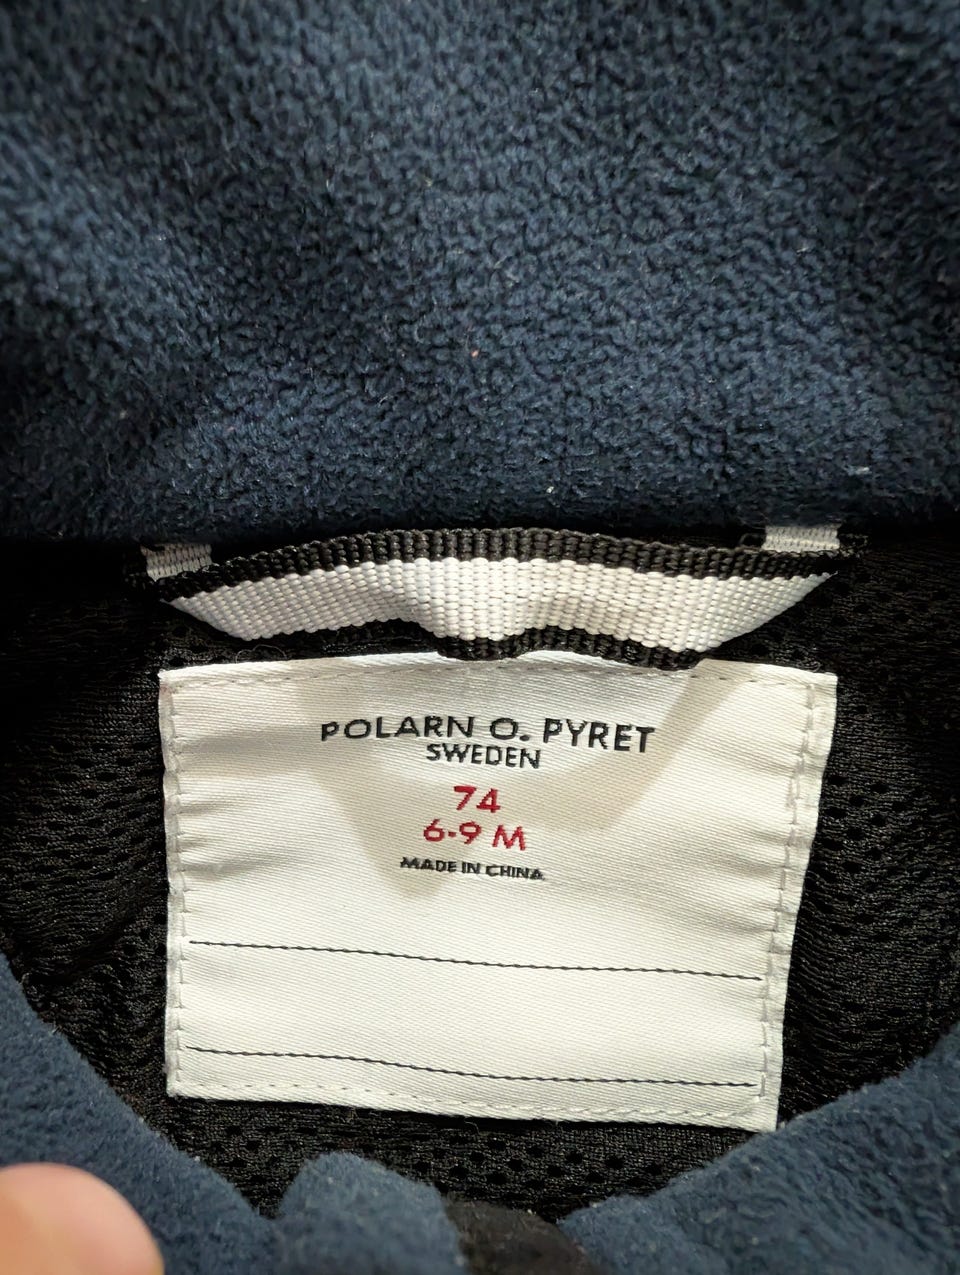 POLARN O. PYRET
SWEDEN
74
6-9 M
MADE IN CHINA